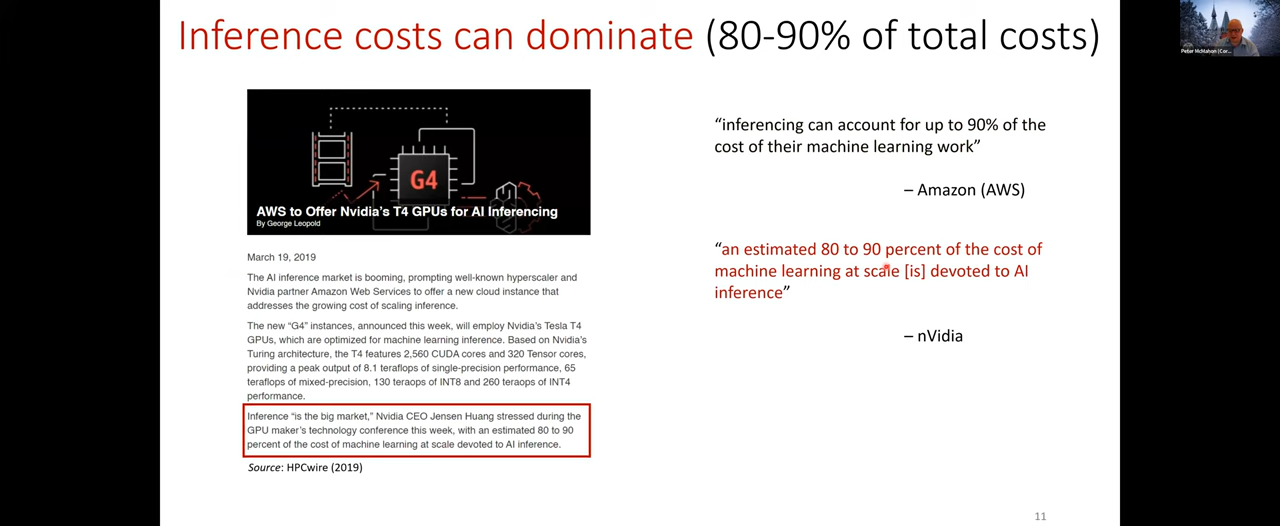 Inference costs can dominate (80-90% of total costs)
Peter McMahon (Cor...
G4
AWS to Offer Nvidia's T4 GPUs for AI Inferencing
By George Leopold
March 19, 2019
The AI inference market is booming, prompting well-known hyperscaler and
Nvidia partner Amazon Web Services to offer a new cloud instance that
addresses the growing cost of scaling inference.
The new “G4” instances, announced this week, will employ Nvidia's Tesla T4
GPUs, which are optimized for machine learning inference. Based on Nvidia's
Turing architecture, the T4 features 2,560 CUDA cores and 320 Tensor cores,
providing a peak output of 8.1 teraflops of single-precision performance, 65
teraflops of mixed-precision, 130 teraops of INT8 and 260 teraops of INT4
performance.
Inference “is the big market,” Nvidia CEO Jensen Huang stressed during the
GPU maker's technology conference this week, with an estimated 80 to 90
percent of the cost of machine learning at scale devoted to AI inference.
Source: HPCwire (2019)
“inferencing can account for up to 90% of the
cost of their machine learning work”
– Amazon (AWS)
“an estimated 80 to 90 percent of the cost of
machine learning at scale [is] devoted to AI
inference”
– nVidia
11